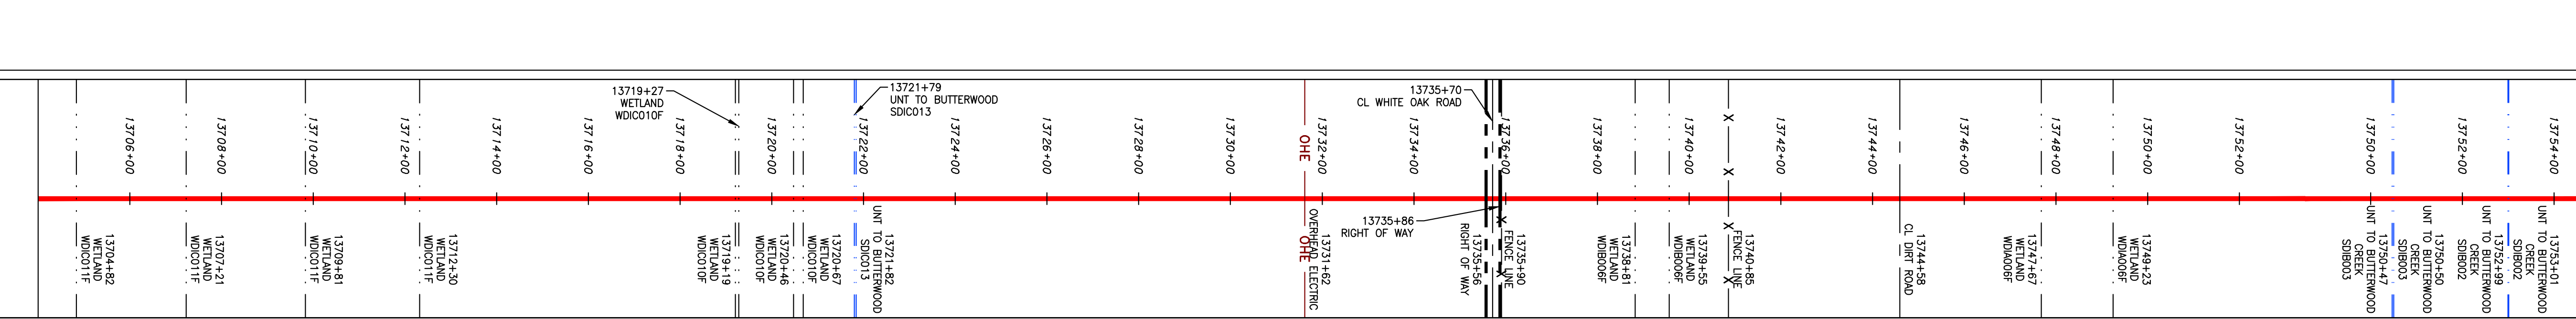 13719+27
WETLAND
WDIC010F
13721+79
UNT TO BUTTERWOOD
SDIC013
13735+70
CL WHITE OAK ROAD
13706+00
13708+00
13710+00
13712+00
13714+00
13716+00
13718+00
13720+00
13722+00
13724+00
13726+00
13728+00
13730+00
OHE
13732+00
13734+00
13736+00
13738+00
13740+00
13742+00
13744+00
13746+00
13748+00
13750+00
13752+00
13750+00
13752+00
13754+00
13704+82
WETLAND
WDIC011F
13707+21
WETLAND
WDIC011F
13709+81
WETLAND
WDIC011F
13712+30
WETLAND
WDIC011F
13719+19
WETLAND
WDIC010F
13720+46
WETLAND
WDIC010F
13720+67
WETLAND
WDIC010F
13721+82
UNT TO BUTTERWOOD
SDIC013
13731+62
OVERHEAD ELECTRIC
OHE
13735+86
RIGHT OF WAY
13735+56
RIGHT OF WAY
13735+90
FENCE LINE
13738+81
WETLAND
WDIB006F
13739+55
WETLAND
WDIB006F
13740+85
FENCE LINE
13744+58
CL DIRT ROAD
13747+67
WETLAND
WDIA006F
13749+23
WETLAND
WDIA006F
13750+47
UNT TO BUTTERWOOD
CREEK
SDIB003
13750+50
UNT TO BUTTERWOOD
CREEK
SDIB003
13752+99
UNT TO BUTTERWOOD
CREEK
SDIB002
13753+01
UNT TO BUTTERWOOD
CREEK
SDIB002